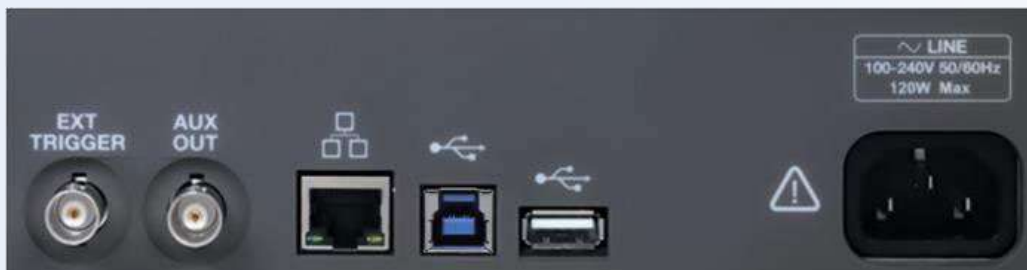 EXT
TRIGGER
AUX
OUT
∿ LINE
100-240V 50/60Hz
120W Max